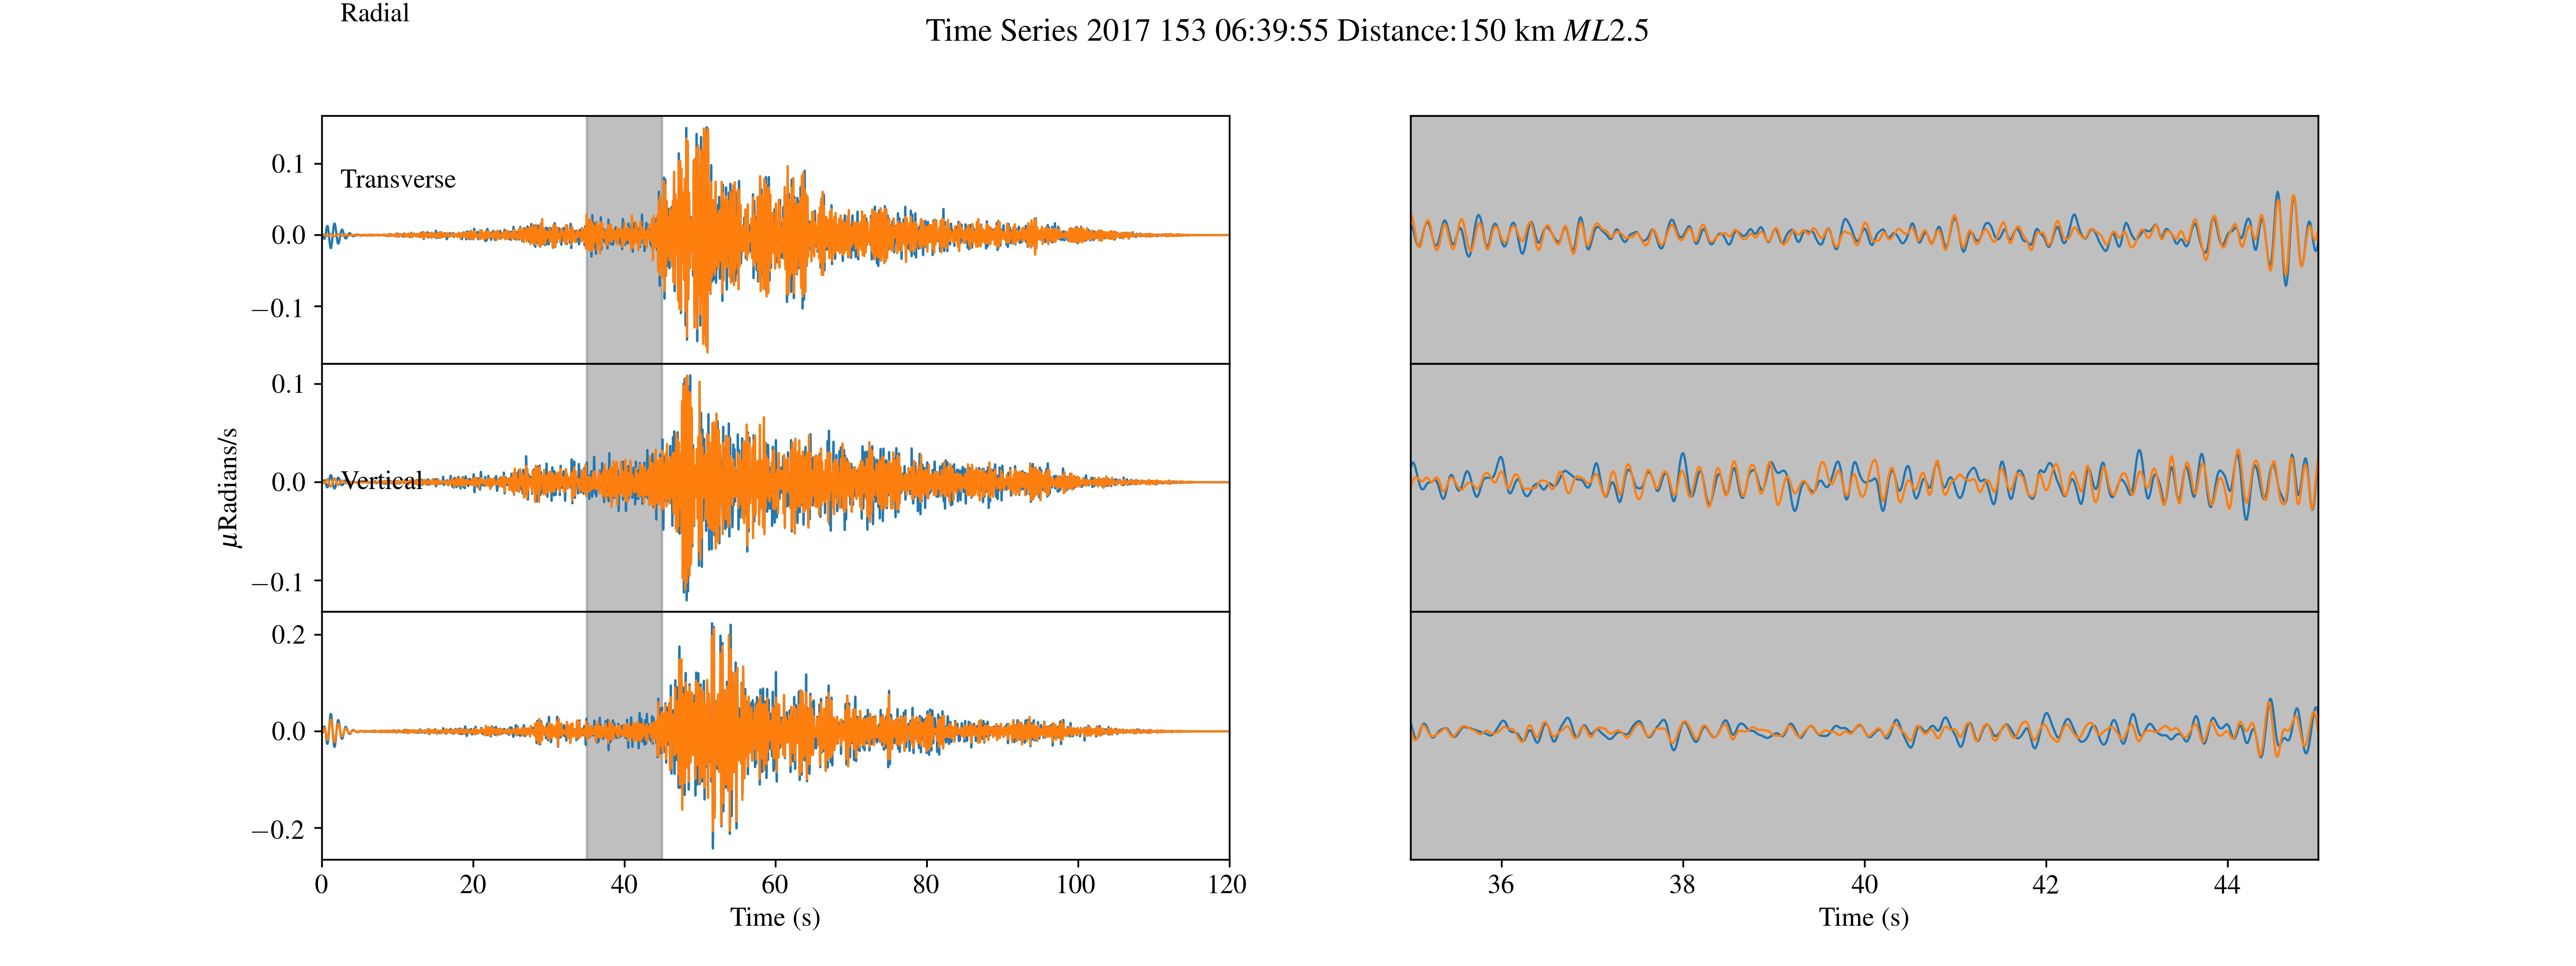 Radial
Time Series 2017 153 06:39:55 Distance:150 km ML2.5
0.1
Transverse
0.0
−0.1
0.1
μRadians/s
0.0
Vertical
−0.1
0.2
0.0
−0.2
0 20 40 60 80 100 120
36 38 40 42 44
Time (s)
Time (s)